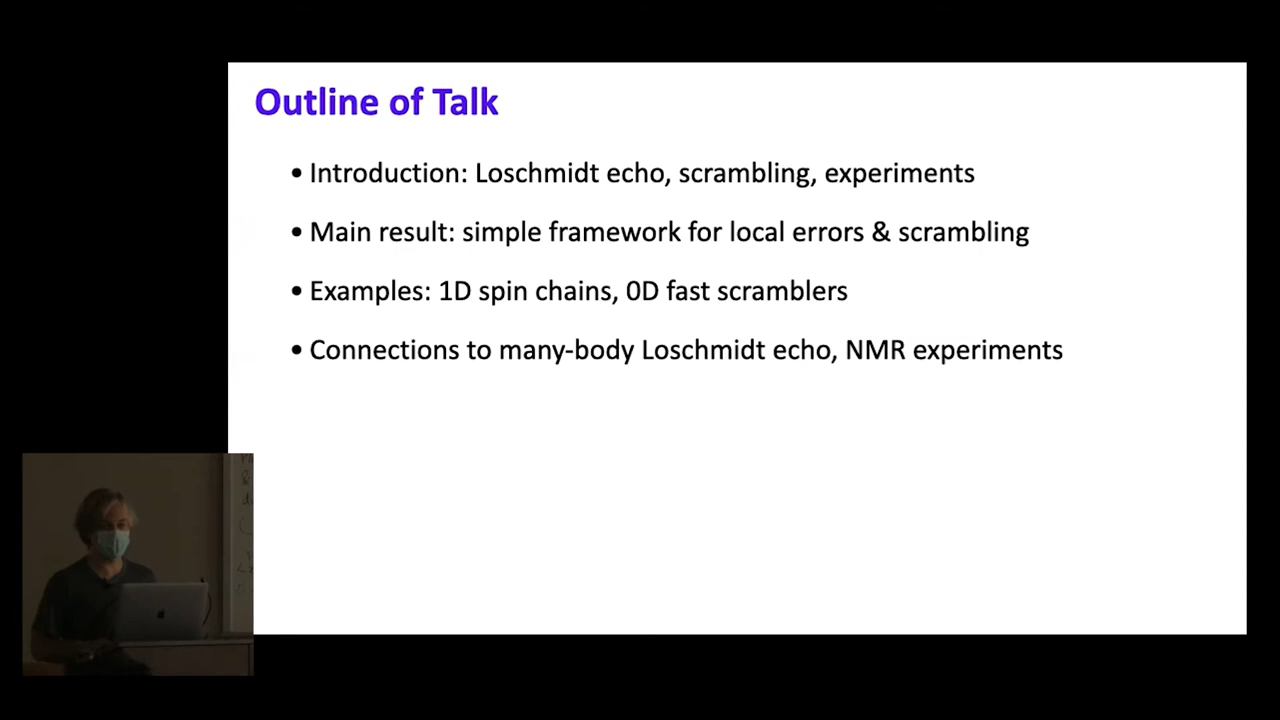 Outline of Talk
• Introduction: Loschmidt echo, scrambling, experiments
• Main result: simple framework for local errors & scrambling
• Examples: 1D spin chains, 0D fast scramblers
• Connections to many-body Loschmidt echo, NMR experiments